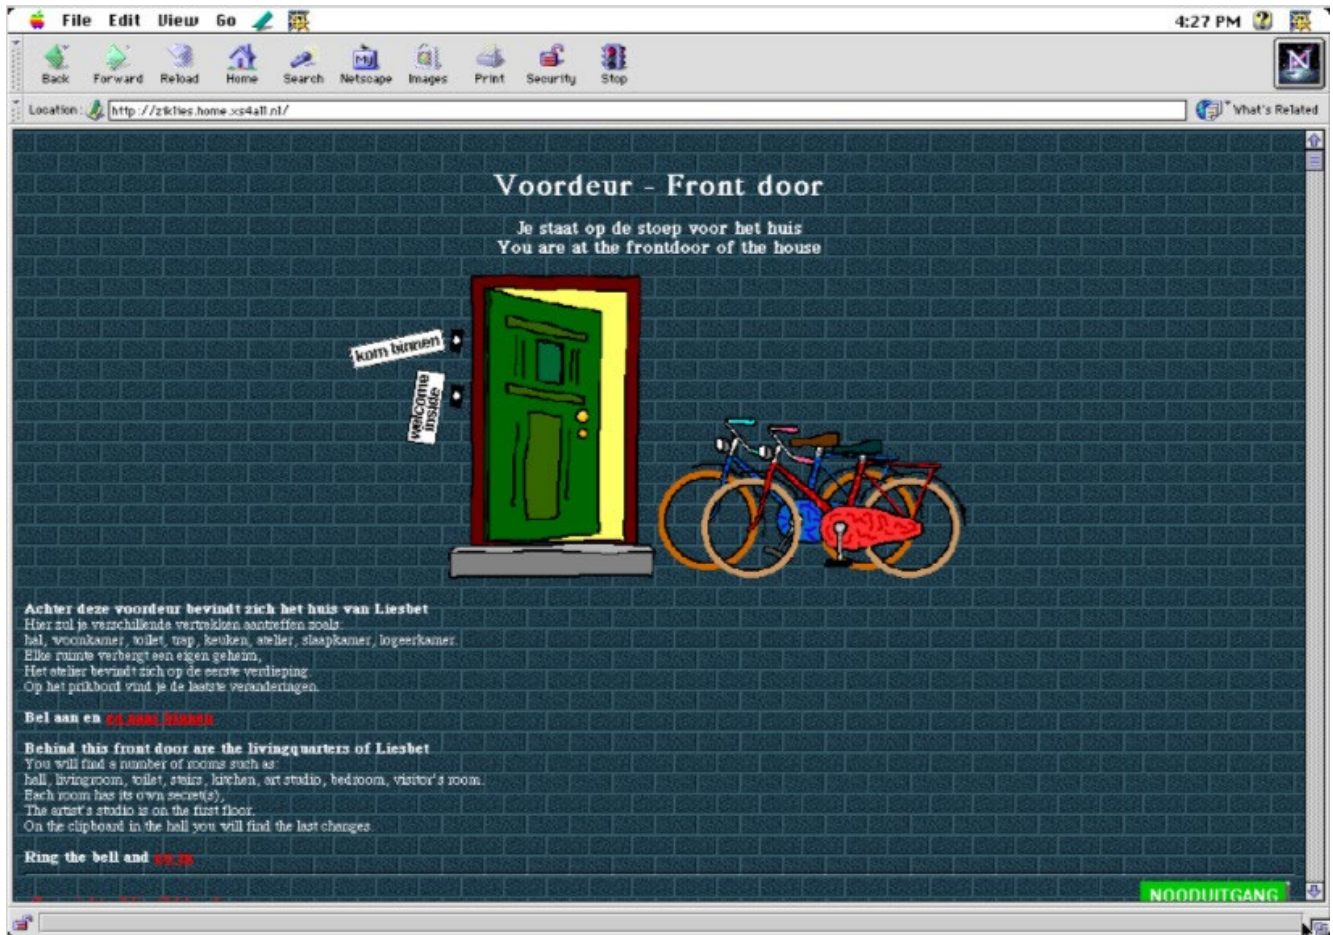 File Edit View Go 4:27 PM
Back Forward Reload Home Search Netscape Images Print Security Stop
Location: http://ziklies.home.xs4all.nl/ What's Related
Voordeur - Front door
Je staat op de stoep voor het huis
You are at the frontdoor of the house
kom binnen
welcome
inside
Achter deze voordeur bevindt zich het huis van Liesbet
Hier zul je verschillende vertrekken aantreffen zoals:
hal, woonkamer, toilet, trap, keuken, atelier, slaapkamer, logeerkamer.
Elke ruimte verbergt een eigen geheim,
Het atelier bevindt zich op de eerste verdieping.
Op het prikbord vind je de laatste veranderingen.
Bel aan en ga naar binnen
Behind this front door are the livingquarters of Liesbet
You will find a number of rooms such as:
hall, livingroom, toilet, stairs, kitchen, art studio, bedroom, visitor's room.
Each room has its own secret(s),
The artist's studio is on the first floor.
On the clipboard in the hall you will find the last changes.
Ring the bell and go in
NOODUITGANG